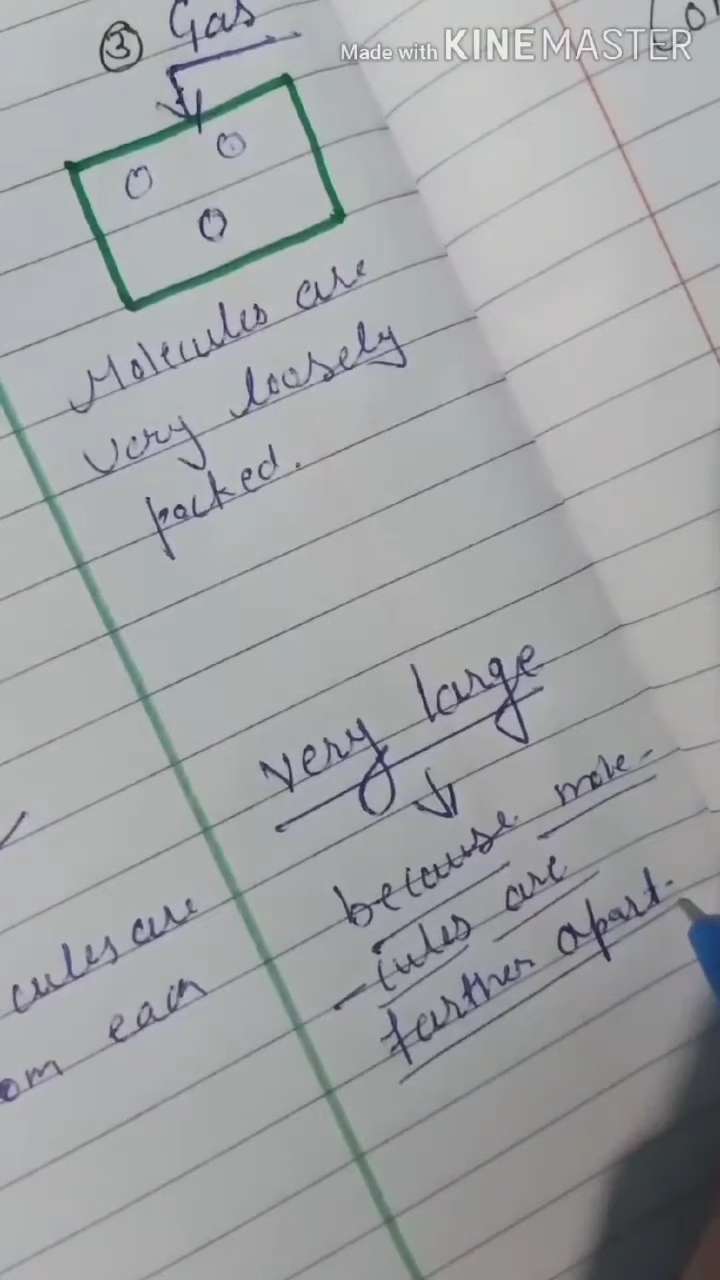 ③ Gas
Made with KINEMASTER
Molecules are
very loosely
packed.
very large
because mole-
-cules are
farther apart.
cules are
om each